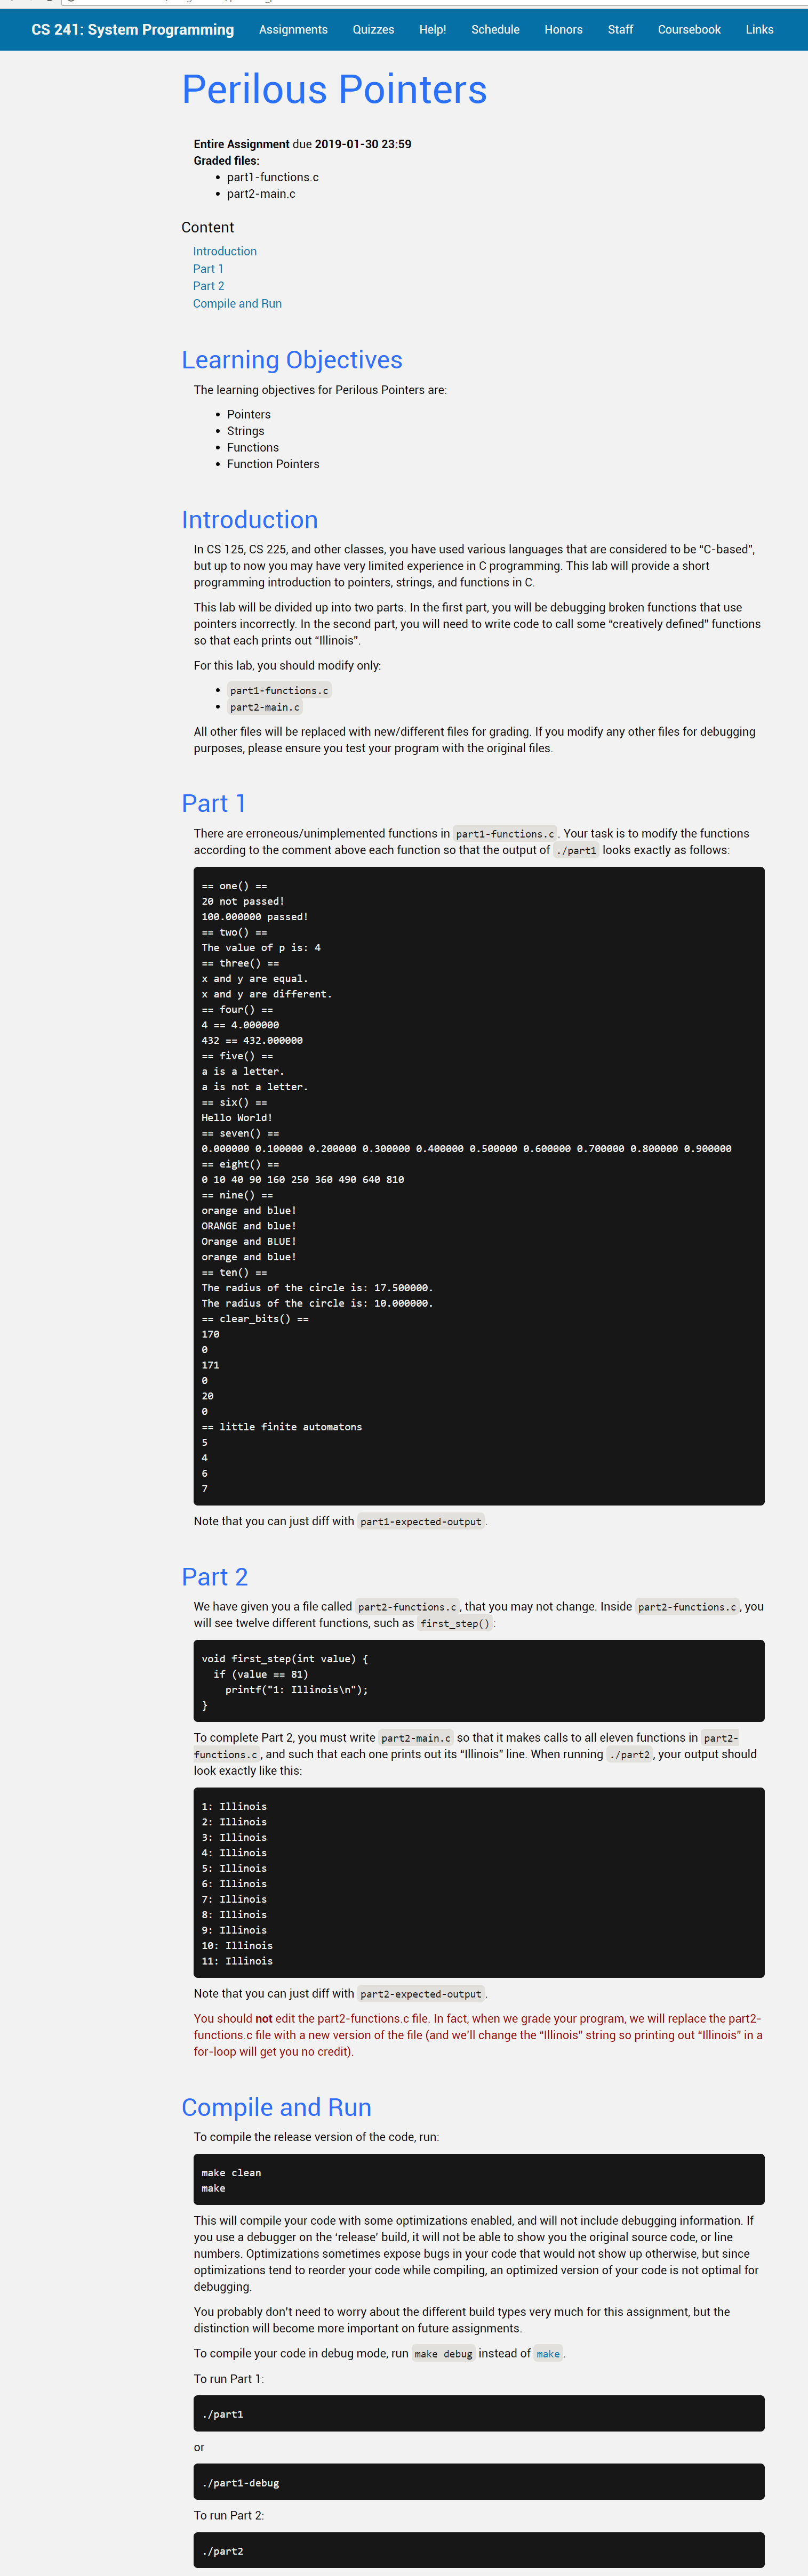 CS 241: System Programming Assignments Quizzes Help! Schedule Honors Staff Coursebook Links
Perilous Pointers
Entire Assignment due 2019-01-30 23:59
Graded files:
• part1-functions.c
• part2-main.c
Content
Introduction
Part 1
Part 2
Compile and Run
Learning Objectives
The learning objectives for Perilous Pointers are:
• Pointers
• Strings
• Functions
• Function Pointers
Introduction
In CS 125, CS 225, and other classes, you have used various languages that are considered to be “C-based”,
but up to now you may have very limited experience in C programming. This lab will provide a short
programming introduction to pointers, strings, and functions in C.
This lab will be divided up into two parts. In the first part, you will be debugging broken functions that use
pointers incorrectly. In the second part, you will need to write code to call some “creatively defined” functions
so that each prints out “Illinois”.
For this lab, you should modify only:
• part1-functions.c
• part2-main.c
All other files will be replaced with new/different files for grading. If you modify any other files for debugging
purposes, please ensure you test your program with the original files.
Part 1
There are erroneous/unimplemented functions in part1-functions.c. Your task is to modify the functions
according to the comment above each function so that the output of ./part1 looks exactly as follows:
== one() ==
20 not passed!
100.000000 passed!
== two() ==
The value of p is: 4
== three() ==
x and y are equal.
x and y are different.
== four() ==
4 == 4.000000
432 == 432.000000
== five() ==
a is a letter.
a is not a letter.
== six() ==
Hello World!
== seven() ==
0.000000 0.100000 0.200000 0.300000 0.400000 0.500000 0.600000 0.700000 0.800000 0.900000
== eight() ==
0 10 40 90 160 250 360 490 640 810
== nine() ==
orange and blue!
ORANGE and blue!
Orange and BLUE!
orange and blue!
== ten() ==
The radius of the circle is: 17.500000.
The radius of the circle is: 10.000000.
== clear_bits() ==
170
0
171
0
20
0
== little finite automatons
5
4
6
7
Note that you can just diff with part1-expected-output.
Part 2
We have given you a file called part2-functions.c, that you may not change. Inside part2-functions.c, you
will see twelve different functions, such as first_step():
void first_step(int value) {
  if (value == 81)
    printf("1: Illinois\n");
}
To complete Part 2, you must write part2-main.c so that it makes calls to all eleven functions in part2-
functions.c, and such that each one prints out its “Illinois” line. When running ./part2, your output should
look exactly like this:
1: Illinois
2: Illinois
3: Illinois
4: Illinois
5: Illinois
6: Illinois
7: Illinois
8: Illinois
9: Illinois
10: Illinois
11: Illinois
Note that you can just diff with part2-expected-output.
You should not edit the part2-functions.c file. In fact, when we grade your program, we will replace the part2-
functions.c file with a new version of the file (and we’ll change the “Illinois” string so printing out “Illinois” in a
for-loop will get you no credit).
Compile and Run
To compile the release version of the code, run:
make clean
make
This will compile your code with some optimizations enabled, and will not include debugging information. If
you use a debugger on the ‘release’ build, it will not be able to show you the original source code, or line
numbers. Optimizations sometimes expose bugs in your code that would not show up otherwise, but since
optimizations tend to reorder your code while compiling, an optimized version of your code is not optimal for
debugging.
You probably don’t need to worry about the different build types very much for this assignment, but the
distinction will become more important on future assignments.
To compile your code in debug mode, run make debug instead of make.
To run Part 1:
./part1
or
./part1-debug
To run Part 2:
./part2